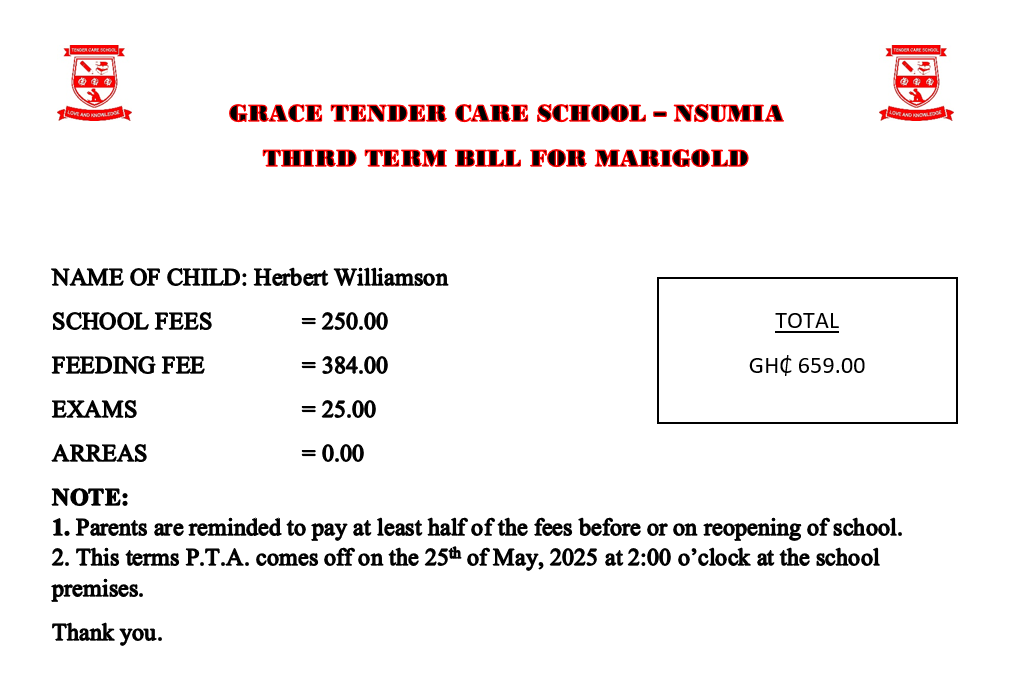 TENDER CARE SCHOOL
LOVE AND KNOWLEDGE
TENDER CARE SCHOOL
LOVE AND KNOWLEDGE
GRACE TENDER CARE SCHOOL – NSUMIA
THIRD TERM BILL FOR MARIGOLD
NAME OF CHILD: Herbert Williamson
SCHOOL FEES = 250.00
FEEDING FEE = 384.00
EXAMS = 25.00
ARREAS = 0.00
TOTAL
GH₵ 659.00
NOTE:
1. Parents are reminded to pay at least half of the fees before or on reopening of school.
2. This terms P.T.A. comes off on the 25th of May, 2025 at 2:00 o’clock at the school
premises.
Thank you.